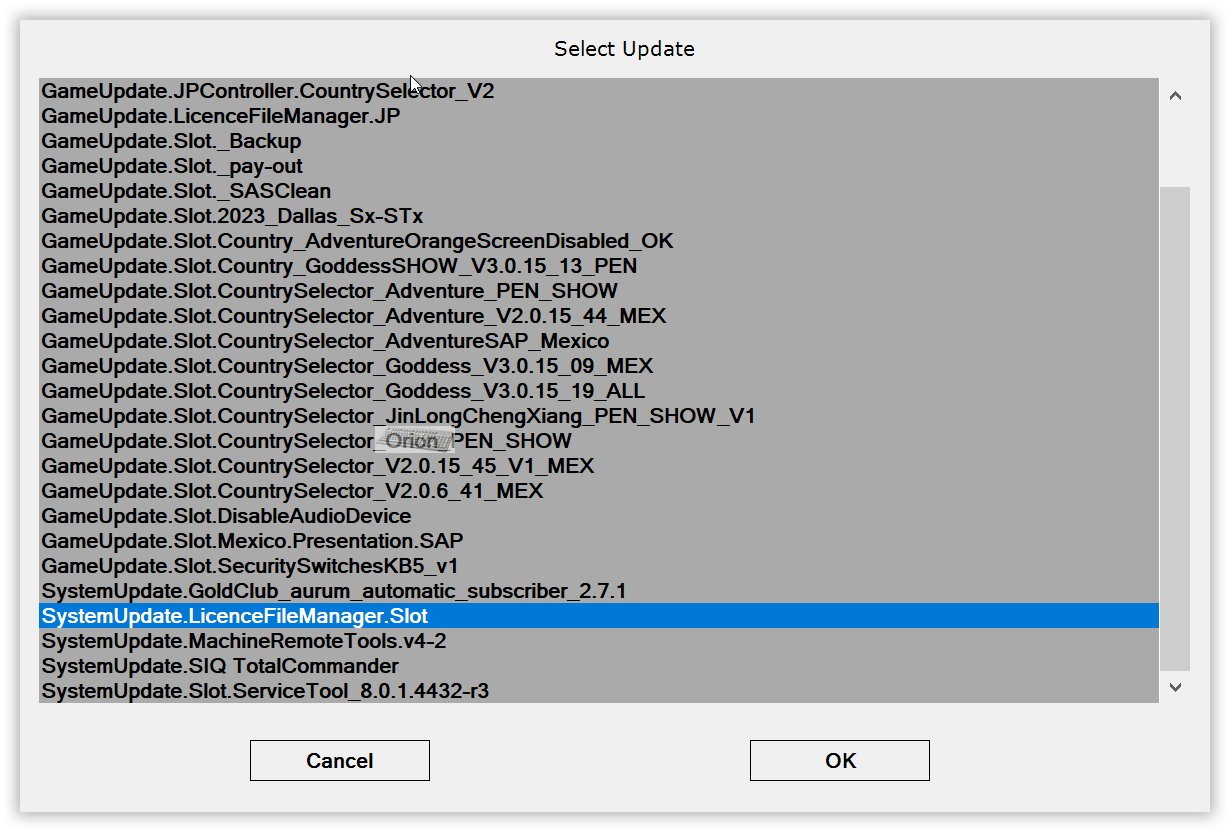 Select Update
GameUpdate.JPController.CountrySelector_V2
GameUpdate.LicenceFileManager.JP
GameUpdate.Slot._Backup
GameUpdate.Slot._pay-out
GameUpdate.Slot._SASClean
GameUpdate.Slot.2023_Dallas_Sx-STx
GameUpdate.Slot.Country_AdventureOrangeScreenDisabled_OK
GameUpdate.Slot.Country_GoddessSHOW_V3.0.15_13_PEN
GameUpdate.Slot.CountrySelector_Adventure_PEN_SHOW
GameUpdate.Slot.CountrySelector_Adventure_V2.0.15_44_MEX
GameUpdate.Slot.CountrySelector_AdventureSAP_Mexico
GameUpdate.Slot.CountrySelector_Goddess_V3.0.15_09_MEX
GameUpdate.Slot.CountrySelector_Goddess_V3.0.15_19_ALL
GameUpdate.Slot.CountrySelector_JinLongChengXiang_PEN_SHOW_V1
GameUpdate.Slot.CountrySelector_Orion_PEN_SHOW
GameUpdate.Slot.CountrySelector_V2.0.15_45_V1_MEX
GameUpdate.Slot.CountrySelector_V2.0.6_41_MEX
GameUpdate.Slot.DisableAudioDevice
GameUpdate.Slot.Mexico.Presentation.SAP
GameUpdate.Slot.SecuritySwitchesKB5_v1
SystemUpdate.GoldClub_aurum_automatic_subscriber_2.7.1
SystemUpdate.LicenceFileManager.Slot
SystemUpdate.MachineRemoteTools.v4-2
SystemUpdate.SIQ TotalCommander
SystemUpdate.Slot.ServiceTool_8.0.1.4432-r3
Cancel
OK